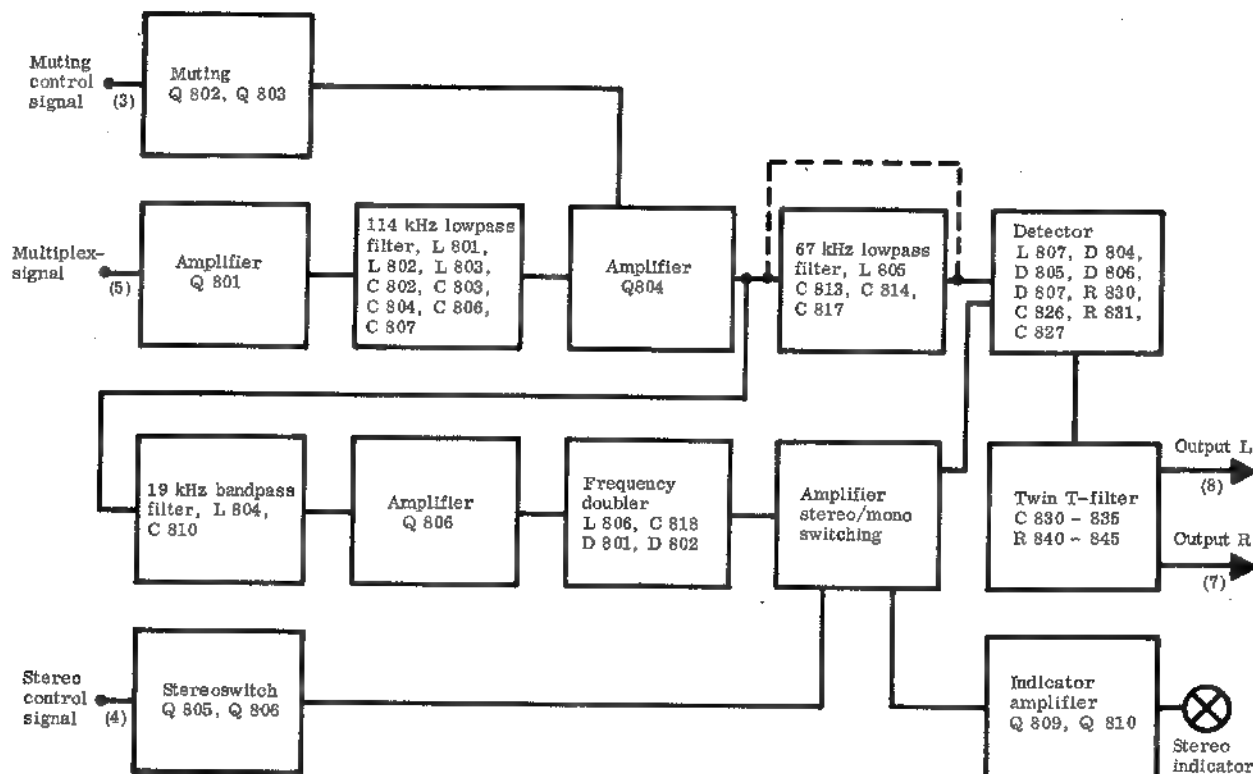 Muting
control
signal
(3)
Muting
Q 802, Q 803
Multiplex-
signal
(5)
Amplifier
Q 801
114 kHz lowpass
filter, L 801,
L 802, L 803,
C 802, C 803,
C 804, C 806,
C 807
Amplifier
Q804
67 kHz lowpass
filter, L 805
C 813, C 814,
C 817
Detector
L 807, D 804,
D 805, D 806,
D 807, R 830,
C 826, R 831,
C 827
19 kHz bandpass
filter, L 804,
C 810
Amplifier
Q 806
Frequency
doubler
L 806, C 818
D 801, D 802
Amplifier
stereo/mono
switching
Twin T-filter
C 830 - 835
R 840 - 845
Output L
(8)
Output R
(7)
Stereo
control
signal
(4)
Stereoswitch
Q 805, Q 806
Indicator
amplifier
Q 809, Q 810
Stereo
indicator